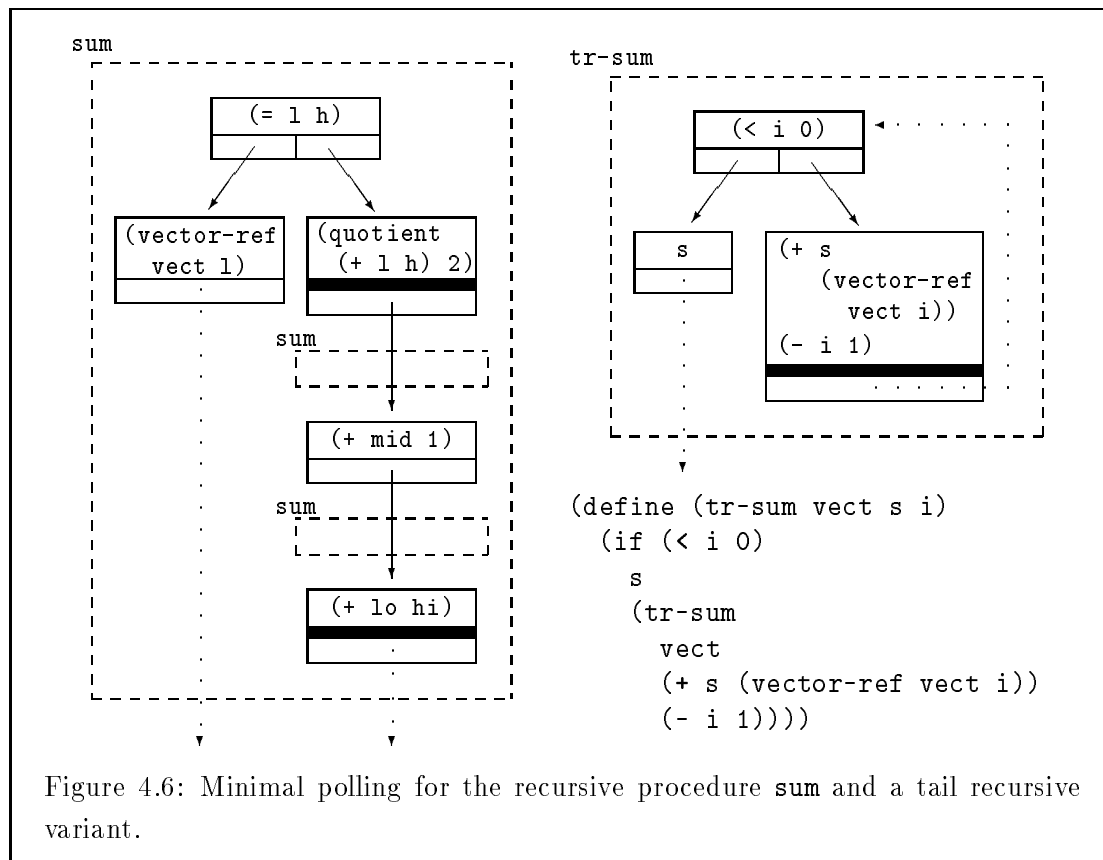 sum
(= l h)
(vector-ref
vect l)
(quotient
(+ l h) 2)
sum
(+ mid 1)
sum
(+ lo hi)
tr-sum
(< i 0)
s
(+ s
(vector-ref
vect i))
(- i 1)
(define (tr-sum vect s i)
(if (< i 0)
s
(tr-sum
vect
(+ s (vector-ref vect i))
(- i 1))))
Figure 4.6: Minimal polling for the recursive procedure sum and a tail recursive
variant.